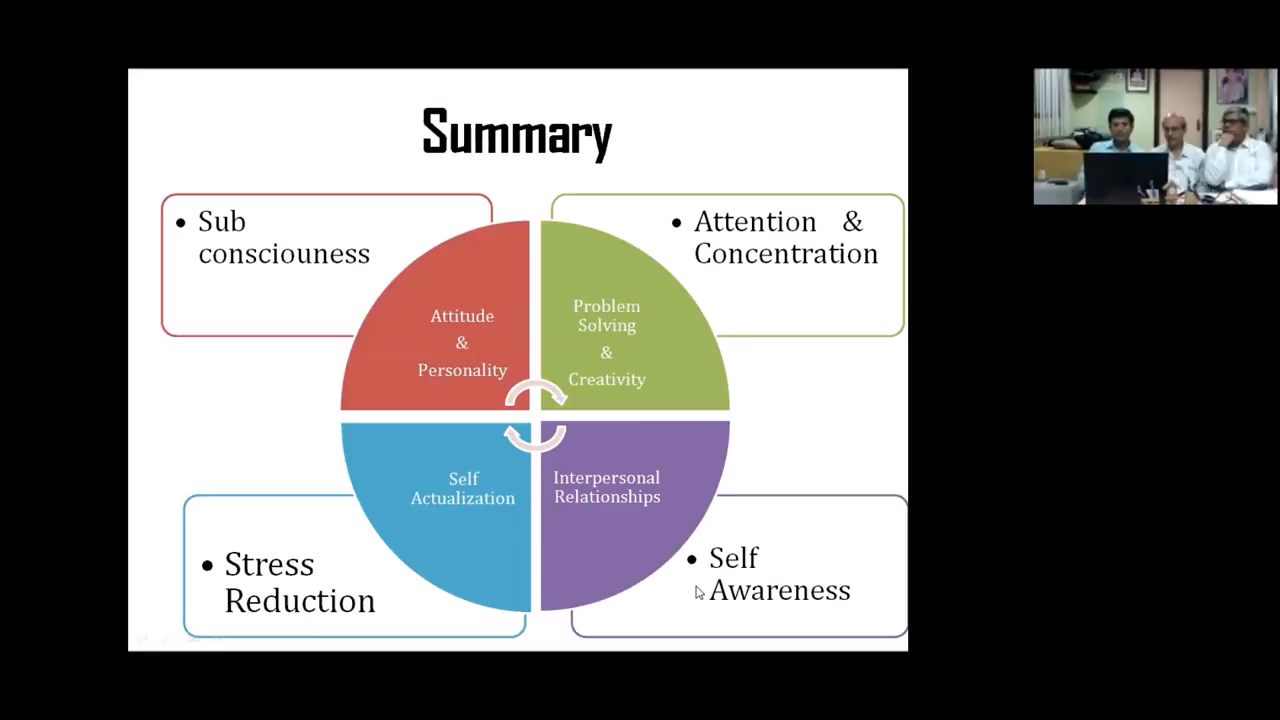 Summary
• Sub
consciouness
• Attention &
Concentration
Attitude
&
Personality
Problem
Solving
&
Creativity
Self
Actualization
Interpersonal
Relationships
• Stress
Reduction
• Self
Awareness